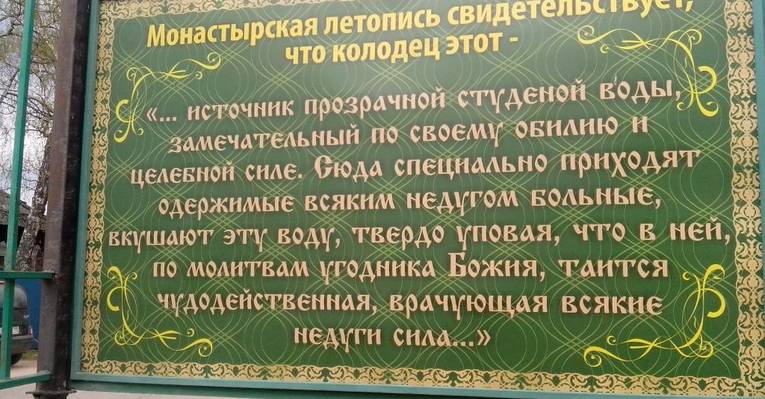 Монастырская летопись свидетельствует,
что колодец этот -
«... источник прозрачной студеной воды,
замечательный по своему обилию и
целебной силе. Сюда специально приходят
одержимые всяким недугом больные,
вкушают эту воду, твердо уповая, что в ней,
по молитвам угодника Божия, таится
чудодейственная, врачующая всякие
недуги сила...»